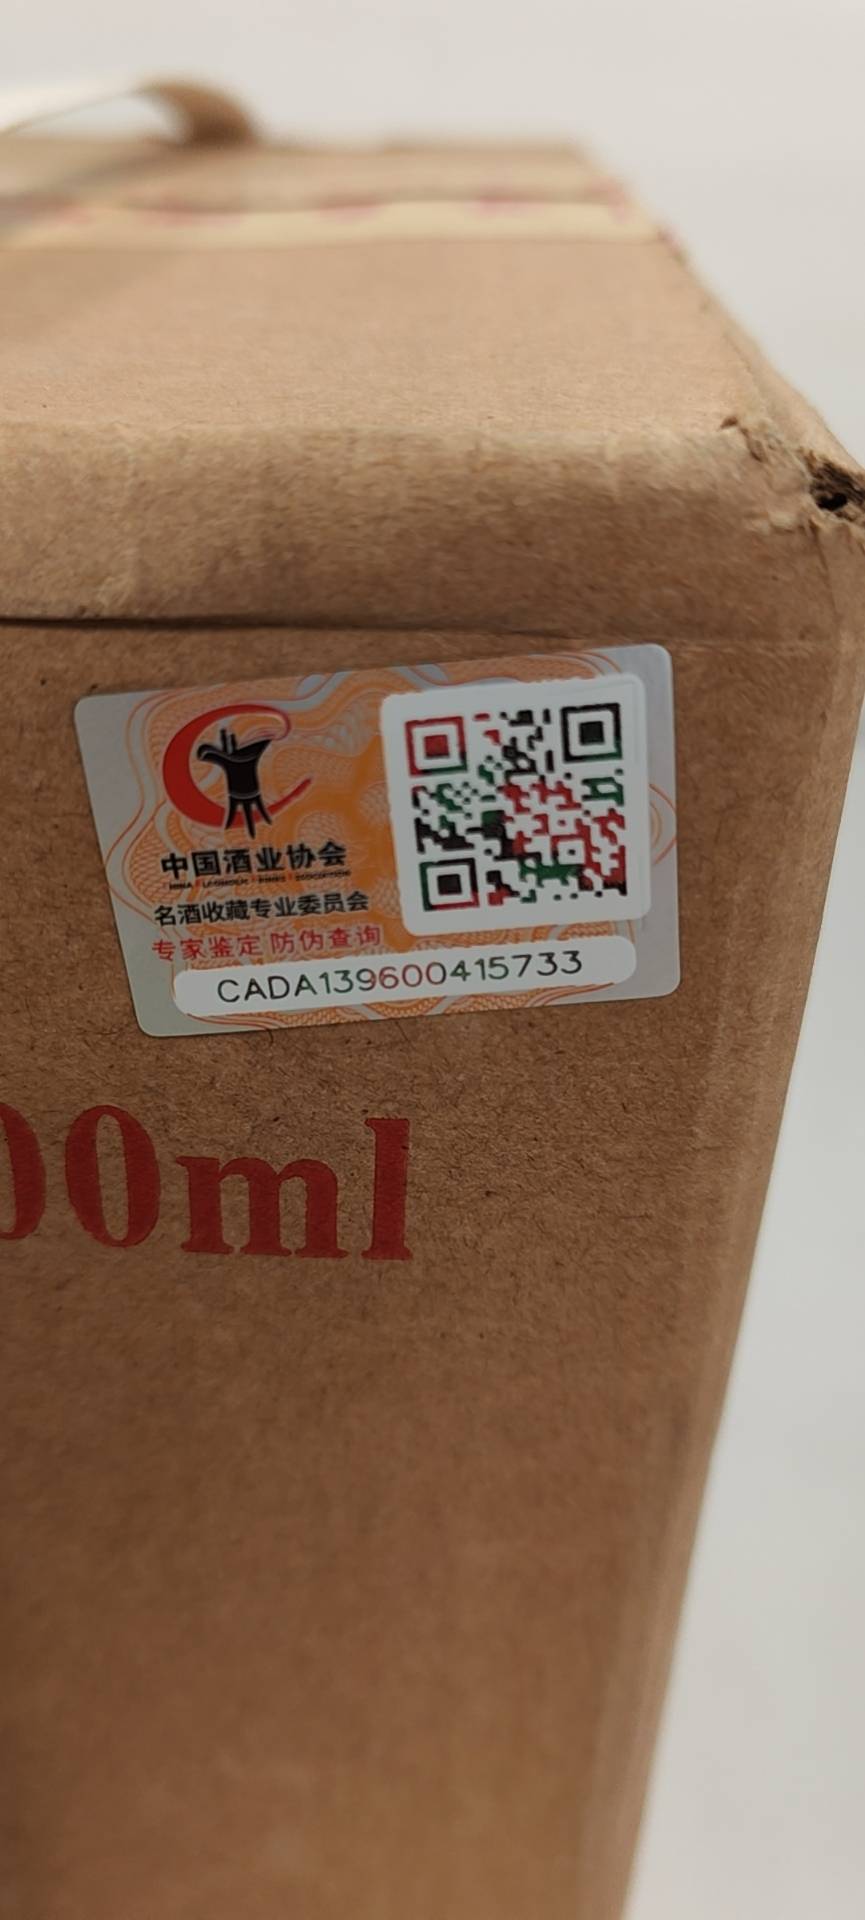 中国酒业协会
名酒收藏专业委员会
专家鉴定 防伪查询
CADA139600415733
00ml